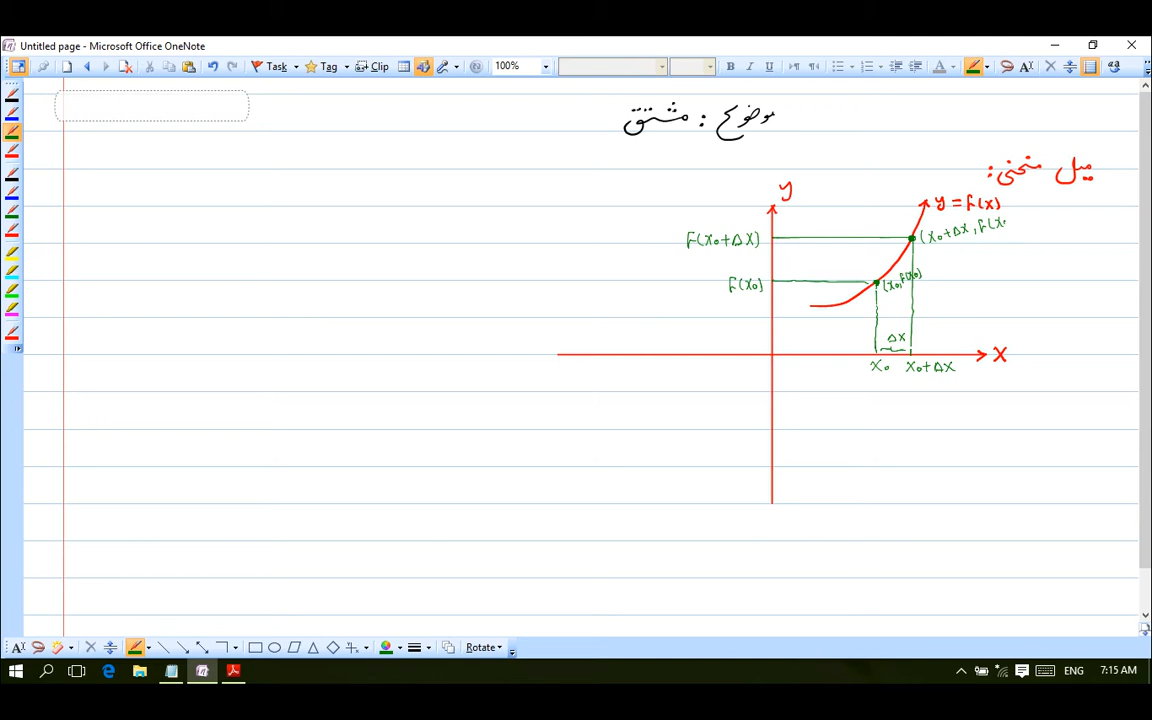 Untitled page - Microsoft Office OneNote
Task
Tag
Clip
100%
B I U
A
موضوع : مشتق
میل منحنی:
y
y = f(x)
f(x₀+Δx)
(x₀+Δx, f(x
f(x₀)
(x₀, f(x₀)
Δx
x
x₀
x₀+Δx
Rotate
ENG
7:15 AM